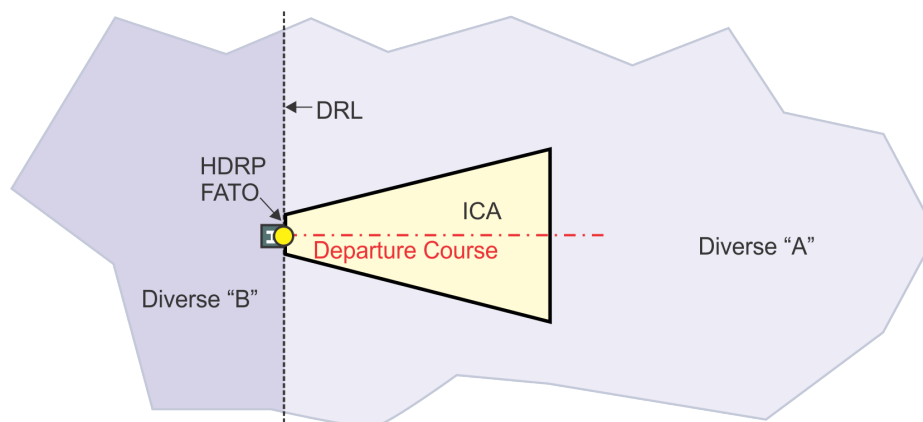 DRL
HDRP
FATO
H
ICA
Departure Course
Diverse “A”
Diverse “B”